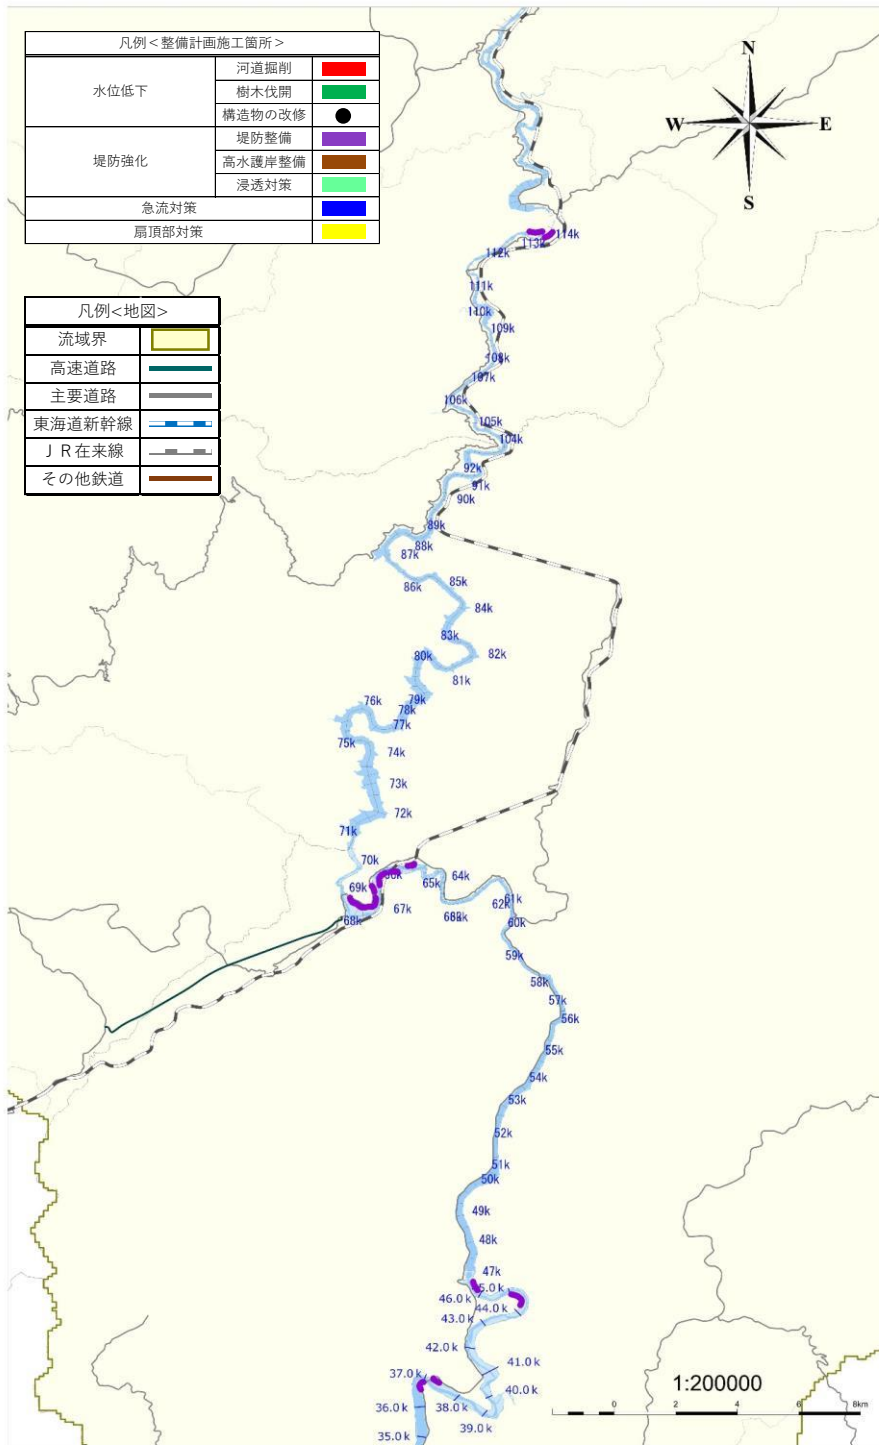 凡例＜整備計画施工箇所＞
水位低下
河道掘削
樹木伐開
構造物の改修
堤防強化
堤防整備
高水護岸整備
浸透対策
急流対策
扇頂部対策
N
W
E
S
凡例<地図>
流域界
高速道路
主要道路
東海道新幹線
ＪＲ在来線
その他鉄道
114k
113k
112k
111k
110k
109k
108k
107k
106k
105k
104k
92k
91k
90k
89k
88k
87k
86k
85k
84k
83k
82k
81k
80k
79k
78k
77k
76k
75k
74k
73k
72k
71k
70k
69k
68k
67k
65k
64k
62k
61k
60k
59k
58k
57k
56k
55k
54k
53k
52k
51k
50k
49k
48k
47k
46.0k
44.0k
43.0k
42.0k
41.0k
40.0k
39.0k
38.0k
37.0k
36.0k
35.0k
1:200000
0 2 4 6 8km